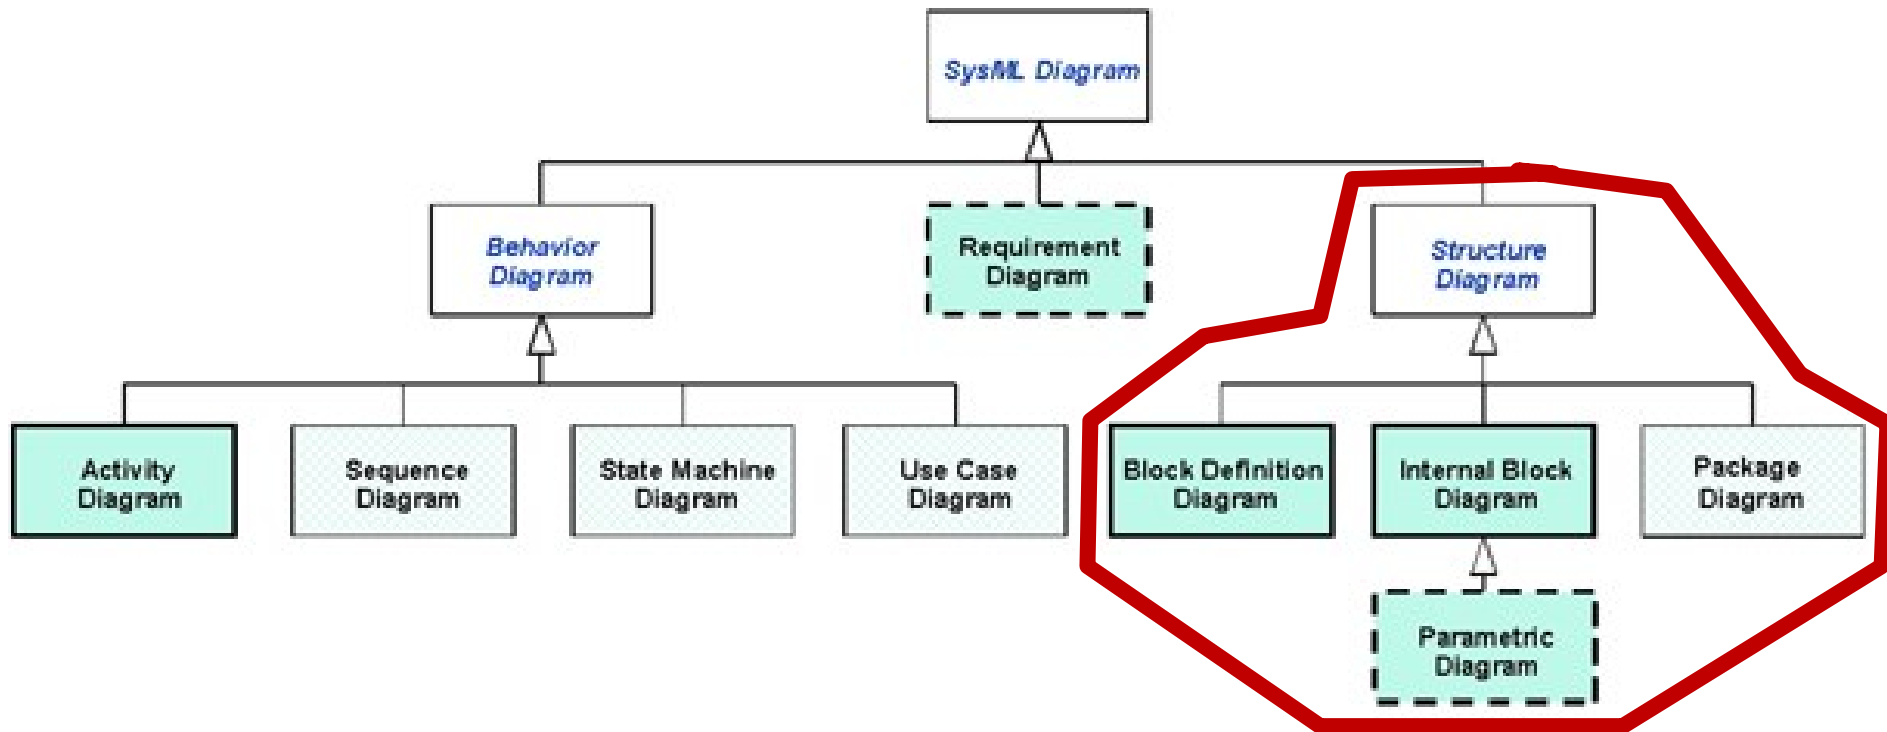 SysML Diagram
Behavior
Diagram
Requirement
Diagram
Structure
Diagram
Activity
Diagram
Sequence
Diagram
State Machine
Diagram
Use Case
Diagram
Block Definition
Diagram
Internal Block
Diagram
Package
Diagram
Parametric
Diagram